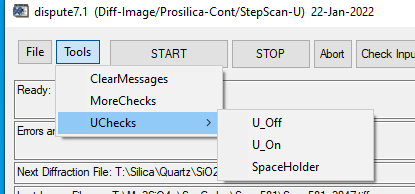 dispute7.1 (Diff-Image/Prosilica-Cont/StepScan-U) 22-Jan-2022
File Tools START STOP Abort Check Inpu
Ready:
ClearMessages
MoreChecks
UChecks
U_Off
U_On
SpaceHolder
Errors an
Next Diffraction File: T:\Silica\Quartz\SiO2